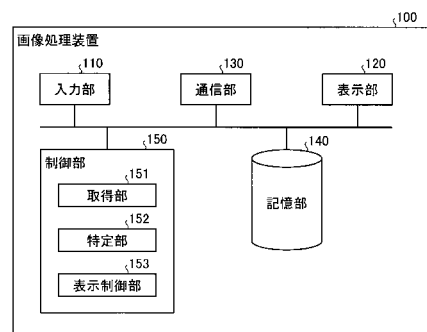 100
画像処理装置
110
入力部
130
通信部
120
表示部
150
制御部
151
取得部
152
特定部
153
表示制御部
140
記憶部